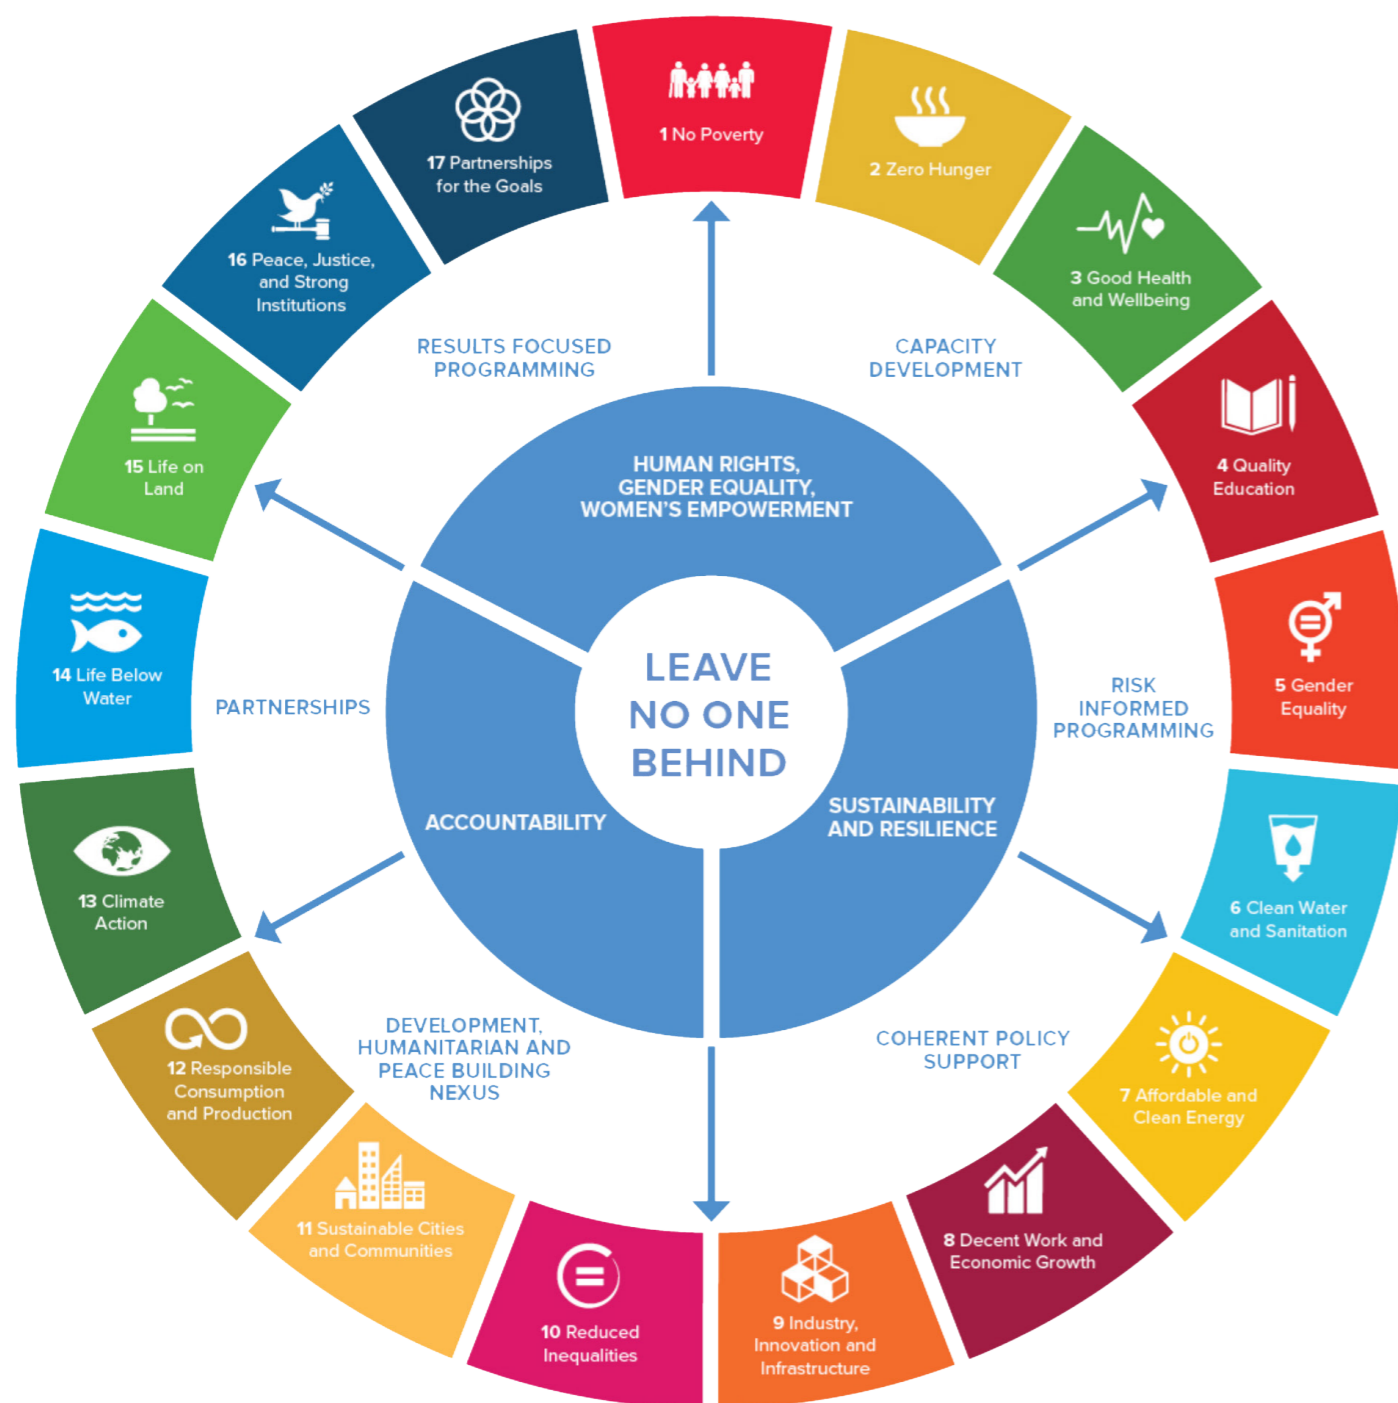 1 No Poverty
2 Zero Hunger
3 Good Health
and Wellbeing
4 Quality
Education
5 Gender
Equality
6 Clean Water
and Sanitation
7 Affordable and
Clean Energy
8 Decent Work and
Economic Growth
9 Industry,
Innovation and
Infrastructure
10 Reduced
Inequalities
11 Sustainable Cities
and Communities
12 Responsible
Consumption
and Production
13 Climate
Action
14 Life Below
Water
15 Life on
Land
16 Peace, Justice,
and Strong
Institutions
17 Partnerships
for the Goals
RESULTS FOCUSED
PROGRAMMING
CAPACITY
DEVELOPMENT
RISK
INFORMED
PROGRAMMING
COHERENT POLICY
SUPPORT
DEVELOPMENT,
HUMANITARIAN AND
PEACE BUILDING
NEXUS
PARTNERSHIPS
HUMAN RIGHTS,
GENDER EQUALITY,
WOMEN'S EMPOWERMENT
SUSTAINABILITY
AND RESILIENCE
ACCOUNTABILITY
LEAVE
NO ONE
BEHIND